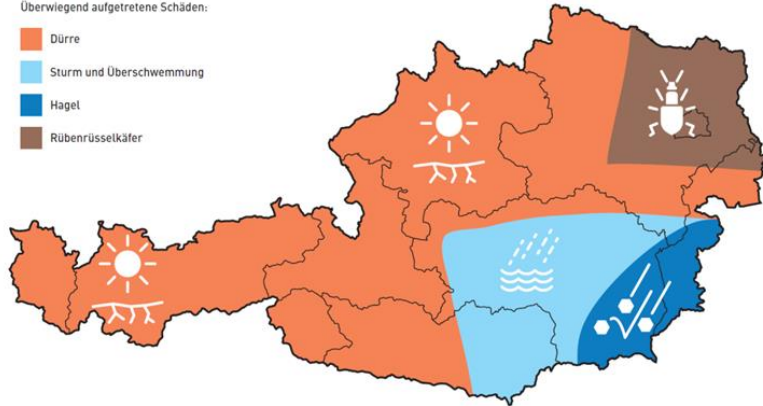 Überwiegend aufgetretene Schäden:
Dürre
Sturm und Überschwemmung
Hagel
Rübenrüsselkäfer